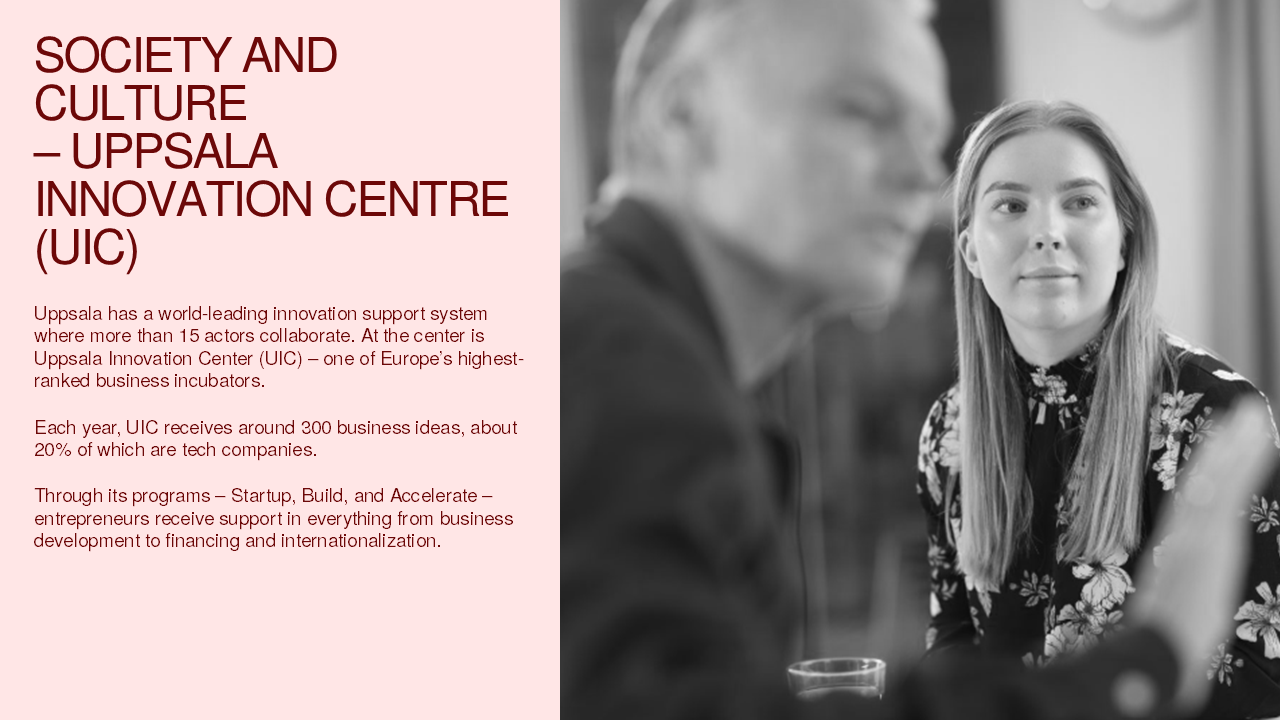 SOCIETY AND
CULTURE
– UPPSALA
INNOVATION CENTRE
(UIC)
Uppsala has a world-leading innovation support system
where more than 15 actors collaborate. At the center is
Uppsala Innovation Center (UIC) – one of Europe's highest-
ranked business incubators.
Each year, UIC receives around 300 business ideas, about
20% of which are tech companies.
Through its programs – Startup, Build, and Accelerate –
entrepreneurs receive support in everything from business
development to financing and internationalization.